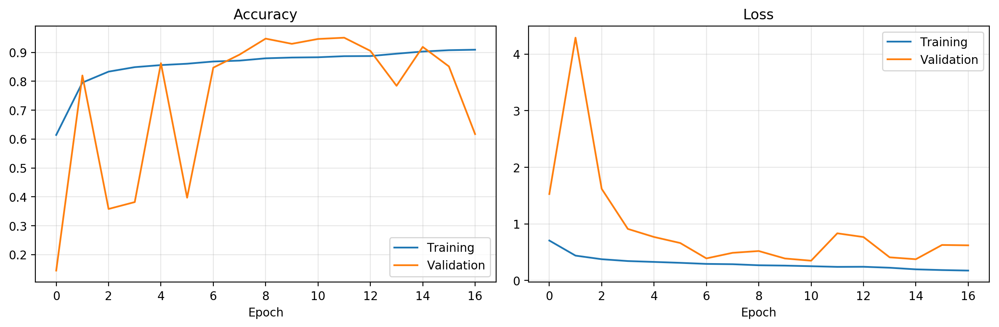 Accuracy
0.9
0.8
0.7
0.6
0.5
0.4
0.3
0.2
Training
Validation
0 2 4 6 8 10 12 14 16
Epoch
Loss
4
3
2
1
0
Training
Validation
0 2 4 6 8 10 12 14 16
Epoch